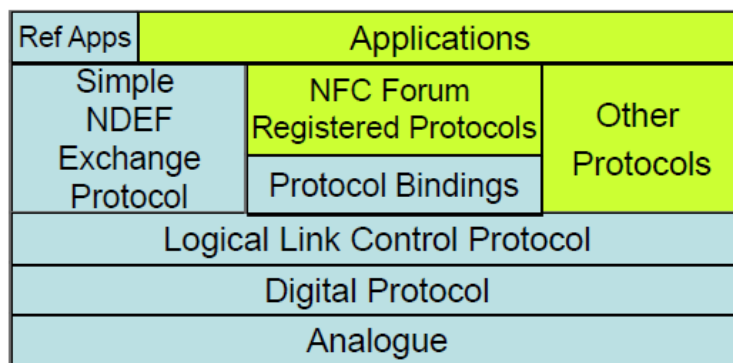 Ref Apps
Applications
Simple
NDEF
Exchange
Protocol
NFC Forum
Registered Protocols
Protocol Bindings
Other
Protocols
Logical Link Control Protocol
Digital Protocol
Analogue